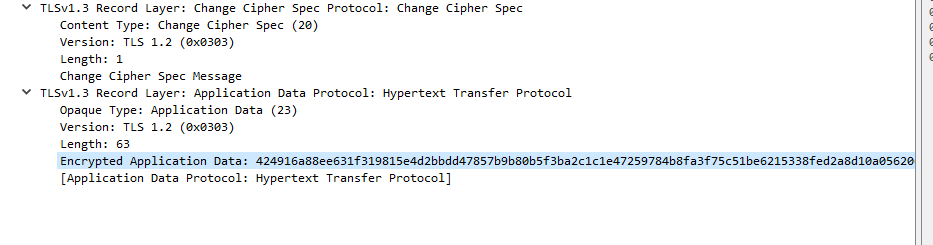 TLSv1.3 Record Layer: Change Cipher Spec Protocol: Change Cipher Spec
Content Type: Change Cipher Spec (20)
Version: TLS 1.2 (0x0303)
Length: 1
Change Cipher Spec Message
TLSv1.3 Record Layer: Application Data Protocol: Hypertext Transfer Protocol
Opaque Type: Application Data (23)
Version: TLS 1.2 (0x0303)
Length: 63
Encrypted Application Data: 424916a88ee631f319815e4d2bbdd47857b9b80b5f3ba2c1c1e47259784b8fa3f75c51be6215338fed2a8d10a05620
[Application Data Protocol: Hypertext Transfer Protocol]